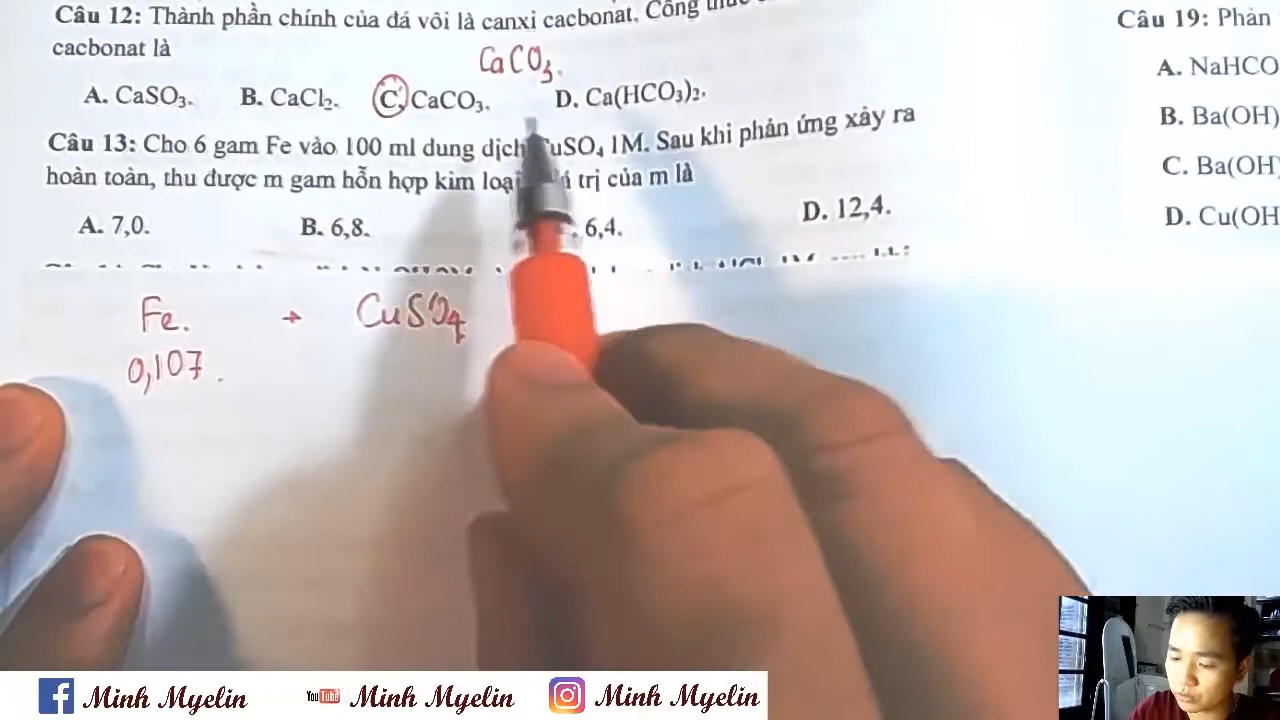 Câu 12: Thành phần chính của đá vôi là canxi cacbonat. Công
cacbonat là
CaCO3.
A. CaSO₃. B. CaCl₂. C. CaCO₃. D. Ca(HCO₃)₂.
Câu 13: Cho 6 gam Fe vào 100 ml dung dịch CuSO₄ 1M. Sau khi phản ứng xảy ra
hoàn toàn, thu được m gam hỗn hợp kim loại trị của m là
A. 7,0. B. 6,8. 6,4. D. 12,4.
Fe. + CuSO4
0,107.
Câu 19: Phản
A. NaHCO
B. Ba(OH)
C. Ba(OH
D. Cu(OH
Minh Myelin YouTube Minh Myelin Minh Myelin